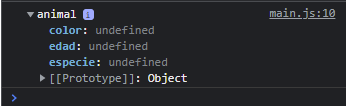 ▼animal i main.js:10
color: undefined
edad: undefined
especie: undefined
▶[[Prototype]]: Object
>